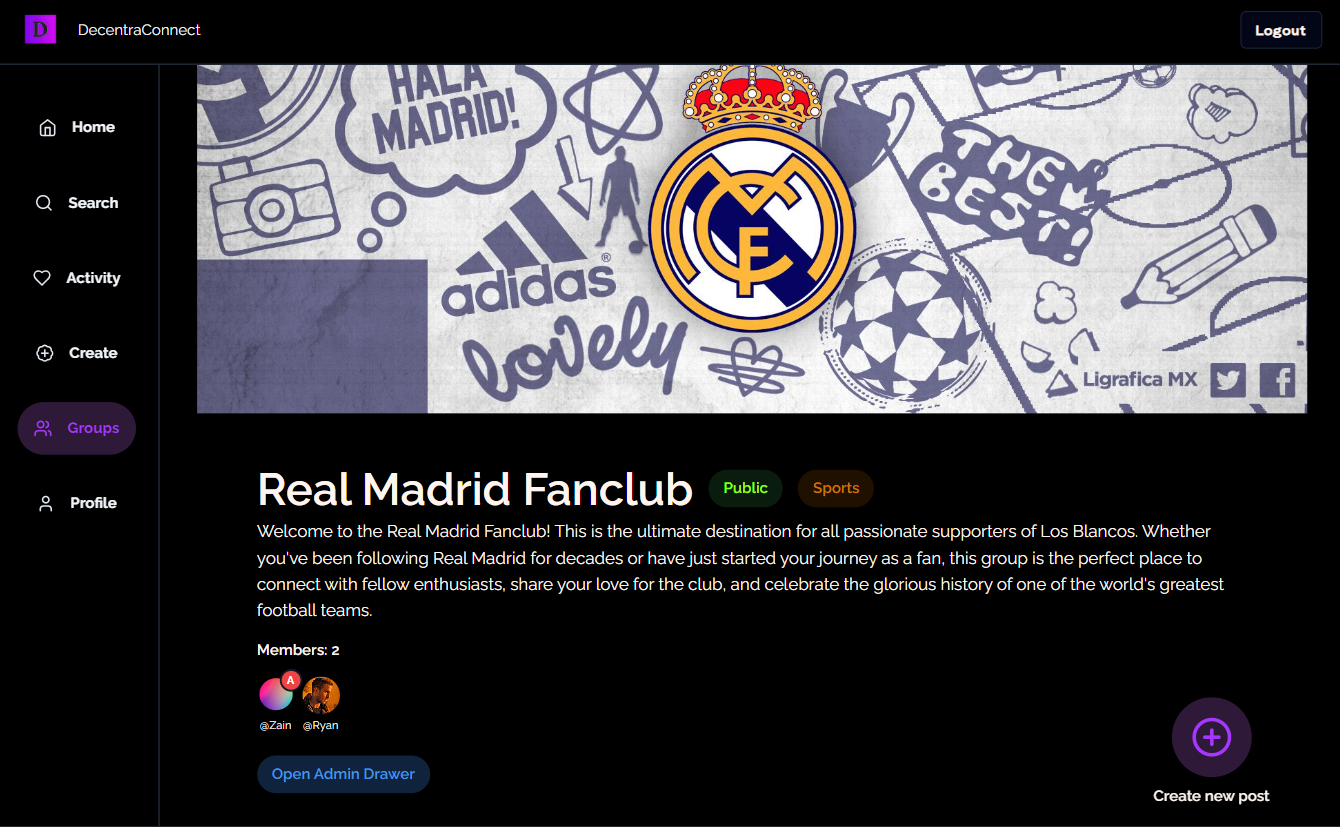 D
DecentraConnect
Logout
Home
Search
Activity
Create
Groups
Profile
HALA
MADRID!
adidas
®
lovely
MCF
THEM
BEST!
Ligrafica MX
Real Madrid Fanclub
Public
Sports
Welcome to the Real Madrid Fanclub! This is the ultimate destination for all passionate supporters of Los Blancos. Whether
you've been following Real Madrid for decades or have just started your journey as a fan, this group is the perfect place to
connect with fellow enthusiasts, share your love for the club, and celebrate the glorious history of one of the world's greatest
football teams.
Members: 2
A
@Zain
@Ryan
Open Admin Drawer
Create new post